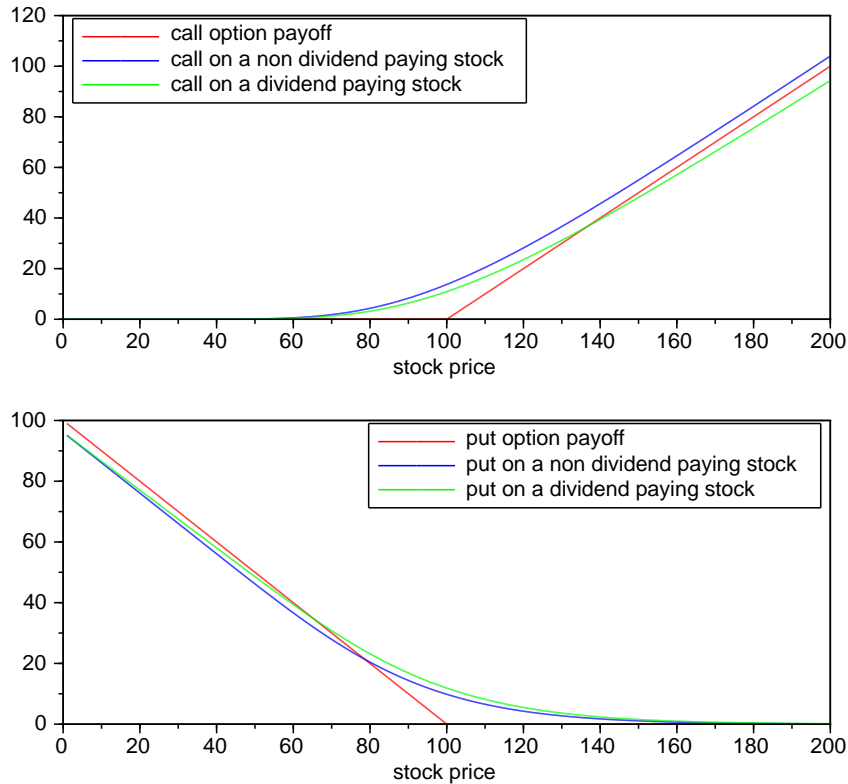 120
100
80
60
40
20
0
call option payoff
call on a non dividend paying stock
call on a dividend paying stock
0 20 40 60 80 100 120 140 160 180 200
stock price
100
80
60
40
20
0
put option payoff
put on a non dividend paying stock
put on a dividend paying stock
0 20 40 60 80 100 120 140 160 180 200
stock price